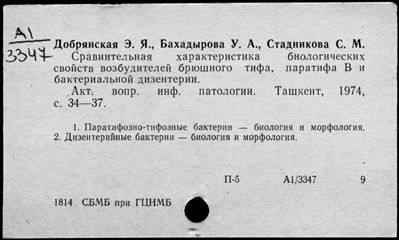 А1
3347
Добрянская Э. Я., Бахадырова У. А., Стадникова С. М.
Сравнительная характеристика биологических
свойств возбудителей брюшного тифа, паратифа В и
бактериальной дизентерии.
Акт. вопр. инф. патологии. Ташкент, 1974,
с. 34—37.
1. Паратифозно-тифозные бактерии — биология и морфология.
2. Дизентерийные бактерии — биология и морфология.
П-5 А1/3347 9
1814 СБМБ при ГЦНМБ